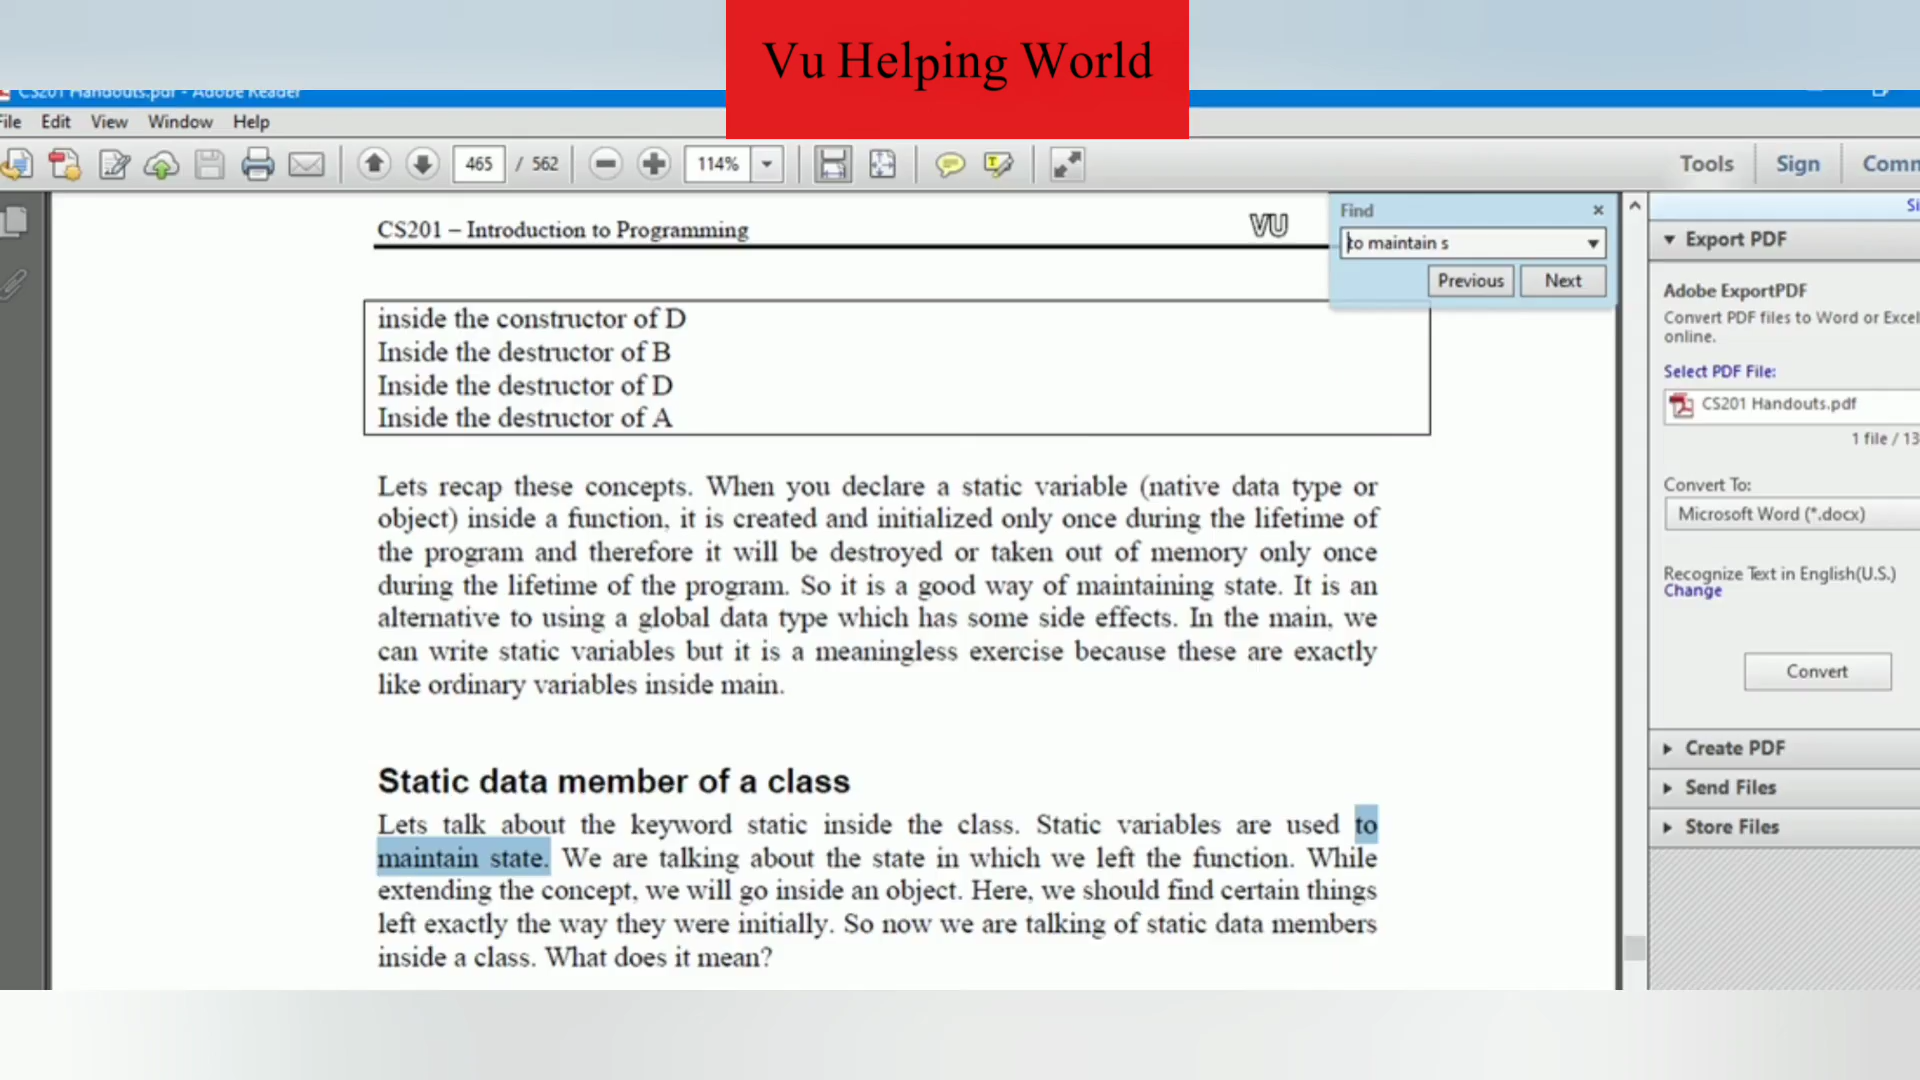 Vu Helping World
CS201 Handouts.pdf - Adobe Reader
File Edit View Window Help
465 / 562 114% Tools Sign Comm
CS201 – Introduction to Programming VU
Find
to maintain s
Previous Next
inside the constructor of D
Inside the destructor of B
Inside the destructor of D
Inside the destructor of A
Lets recap these concepts. When you declare a static variable (native data type or
object) inside a function, it is created and initialized only once during the lifetime of
the program and therefore it will be destroyed or taken out of memory only once
during the lifetime of the program. So it is a good way of maintaining state. It is an
alternative to using a global data type which has some side effects. In the main, we
can write static variables but it is a meaningless exercise because these are exactly
like ordinary variables inside main.
Static data member of a class
Lets talk about the keyword static inside the class. Static variables are used to
maintain state. We are talking about the state in which we left the function. While
extending the concept, we will go inside an object. Here, we should find certain things
left exactly the way they were initially. So now we are talking of static data members
inside a class. What does it mean?
Si
Export PDF
Adobe ExportPDF
Convert PDF files to Word or Excel
online.
Select PDF File:
CS201 Handouts.pdf
1 file / 13
Convert To:
Microsoft Word (*.docx)
Recognize Text in English(U.S.)
Change
Convert
Create PDF
Send Files
Store Files